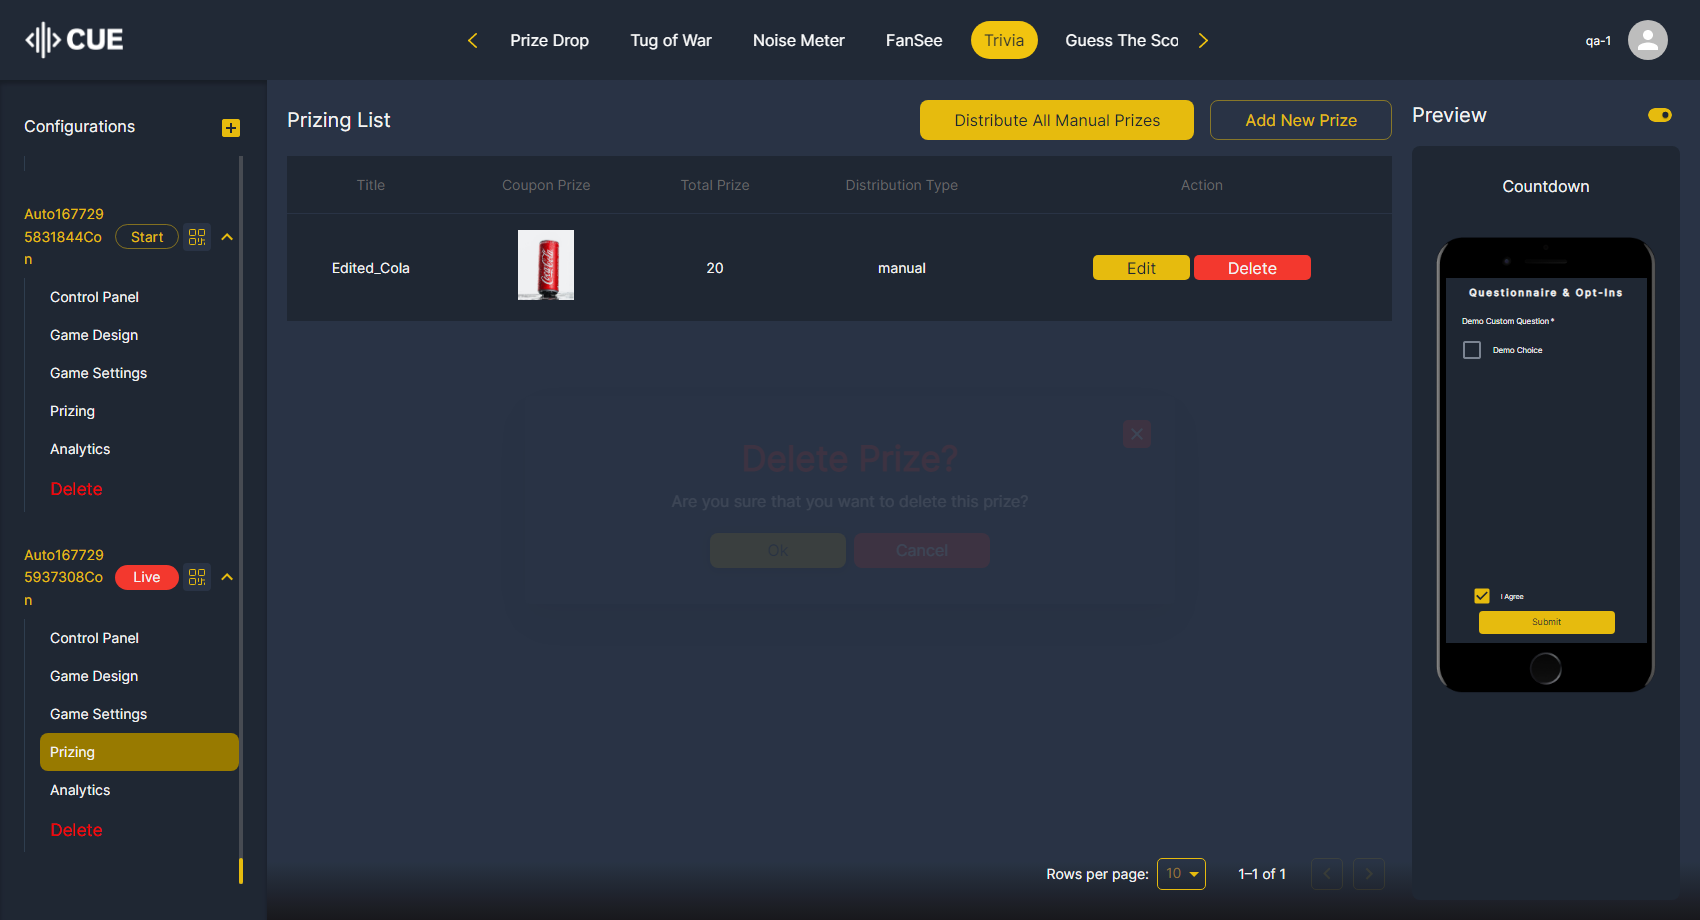 CUE
Prize Drop
Tug of War
Noise Meter
FanSee
Trivia
Guess The Sco
qa-1
Configurations
Auto167729
5831844Co
n
Start
Control Panel
Game Design
Game Settings
Prizing
Analytics
Delete
Auto167729
5937308Co
n
Live
Control Panel
Game Design
Game Settings
Prizing
Analytics
Delete
Prizing List
Distribute All Manual Prizes
Add New Prize
Title
Coupon Prize
Total Prize
Distribution Type
Action
Edited_Cola
Coca-Cola
20
manual
Edit
Delete
Delete Prize?
Are you sure that you want to delete this prize?
Ok
Cancel
Rows per page:
10
1–1 of 1
Preview
Countdown
Questionnaire & Opt-Ins
Demo Custom Question *
Demo Choice
I Agree
Submit